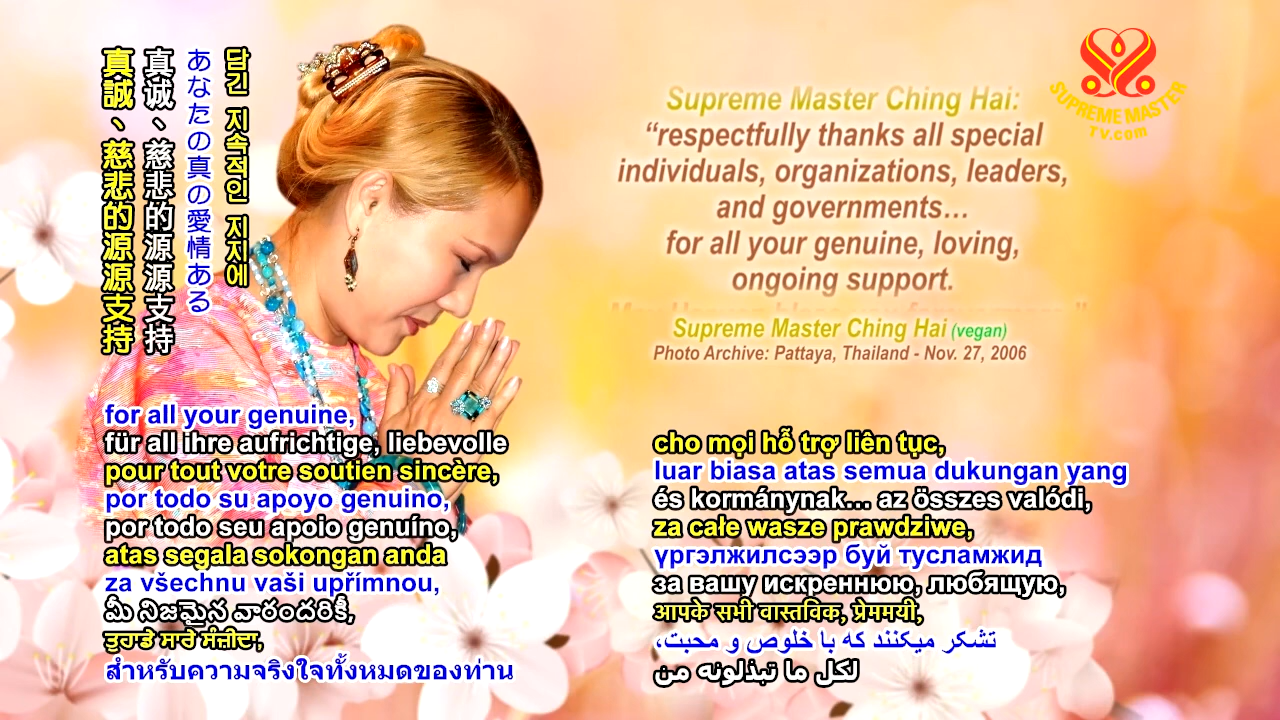 真誠、慈悲的源源支持
真诚、慈悲的源源支持
あなたの真の愛情ある
담긴 지속적인 지지에
Supreme Master Ching Hai:
“respectfully thanks all special
individuals, organizations, leaders,
and governments…
for all your genuine, loving,
ongoing support.
Supreme Master Ching Hai (vegan)
Photo Archive: Pattaya, Thailand - Nov. 27, 2006
SUPREME MASTER
TV.com
for all your genuine,
für all ihre aufrichtige, liebevolle
pour tout votre soutien sincère,
por todo su apoyo genuino,
por todo seu apoio genuíno,
atas segala sokongan anda
za všechnu vaši upřímnou,
మీ నిజమైన వారందరికీ,
ਤੁਹਾਡੇ ਸਾਰੇ ਸੰਜੀਦਾ,
สำหรับความจริงใจทั้งหมดของท่าน
cho mọi hỗ trợ liên tục,
luar biasa atas semua dukungan yang
és kormánynak... az összes valódi,
za całe wasze prawdziwe,
үргэлжилсээр буй тусламжид
за вашу искреннюю, любящую,
आपके सभी वास्तविक, प्रेममयी,
تشکر میکنند که با خلوص و محبت،
لكل ما تبذلونه من